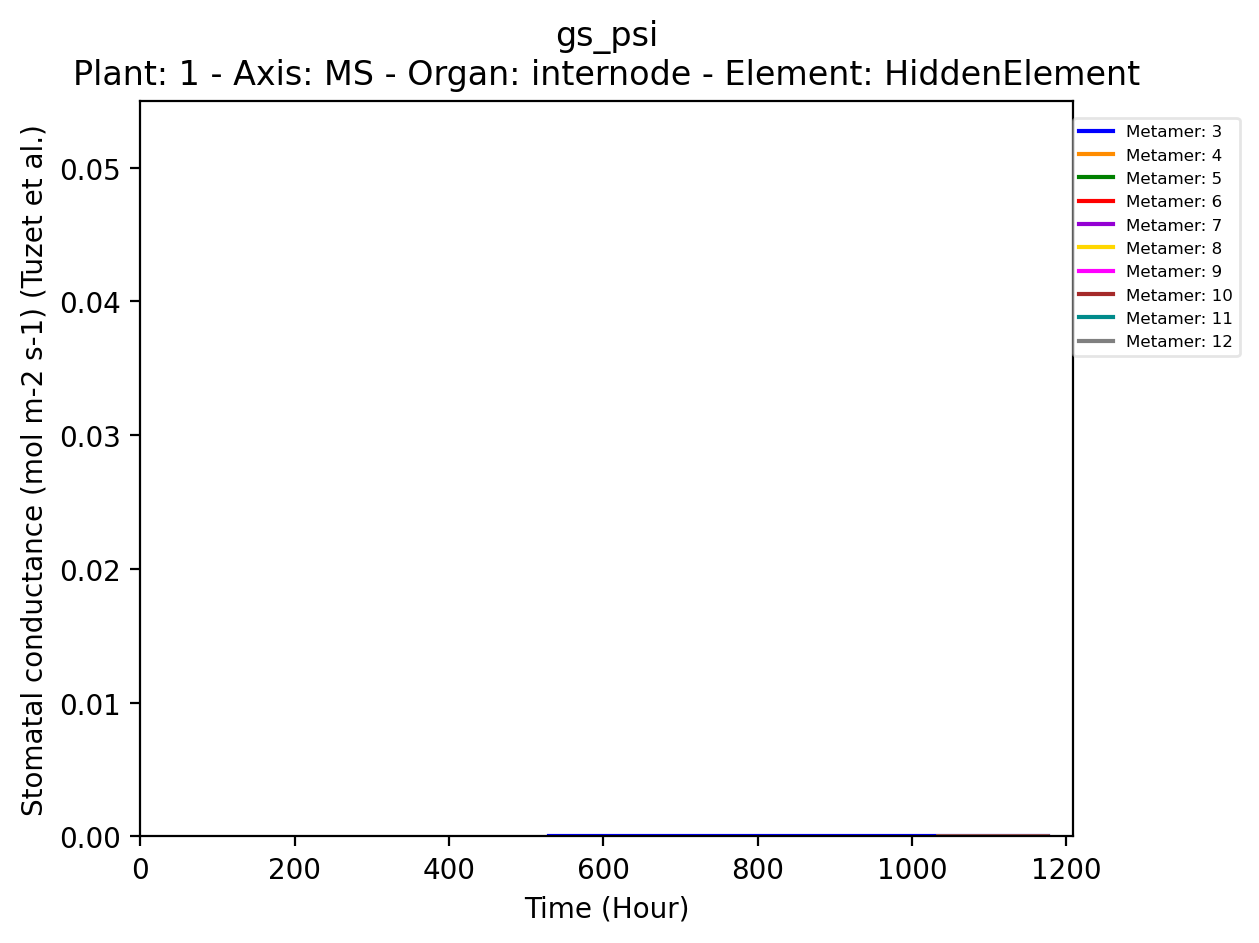 gs_psi
Plant: 1 - Axis: MS - Organ: internode - Element: HiddenElement
Stomatal conductance (mol m-2 s-1) (Tuzet et al.)
0.05
0.04
0.03
0.02
0.01
0.00
0 200 400 600 800 1000 1200
Time (Hour)
Metamer: 3
Metamer: 4
Metamer: 5
Metamer: 6
Metamer: 7
Metamer: 8
Metamer: 9
Metamer: 10
Metamer: 11
Metamer: 12